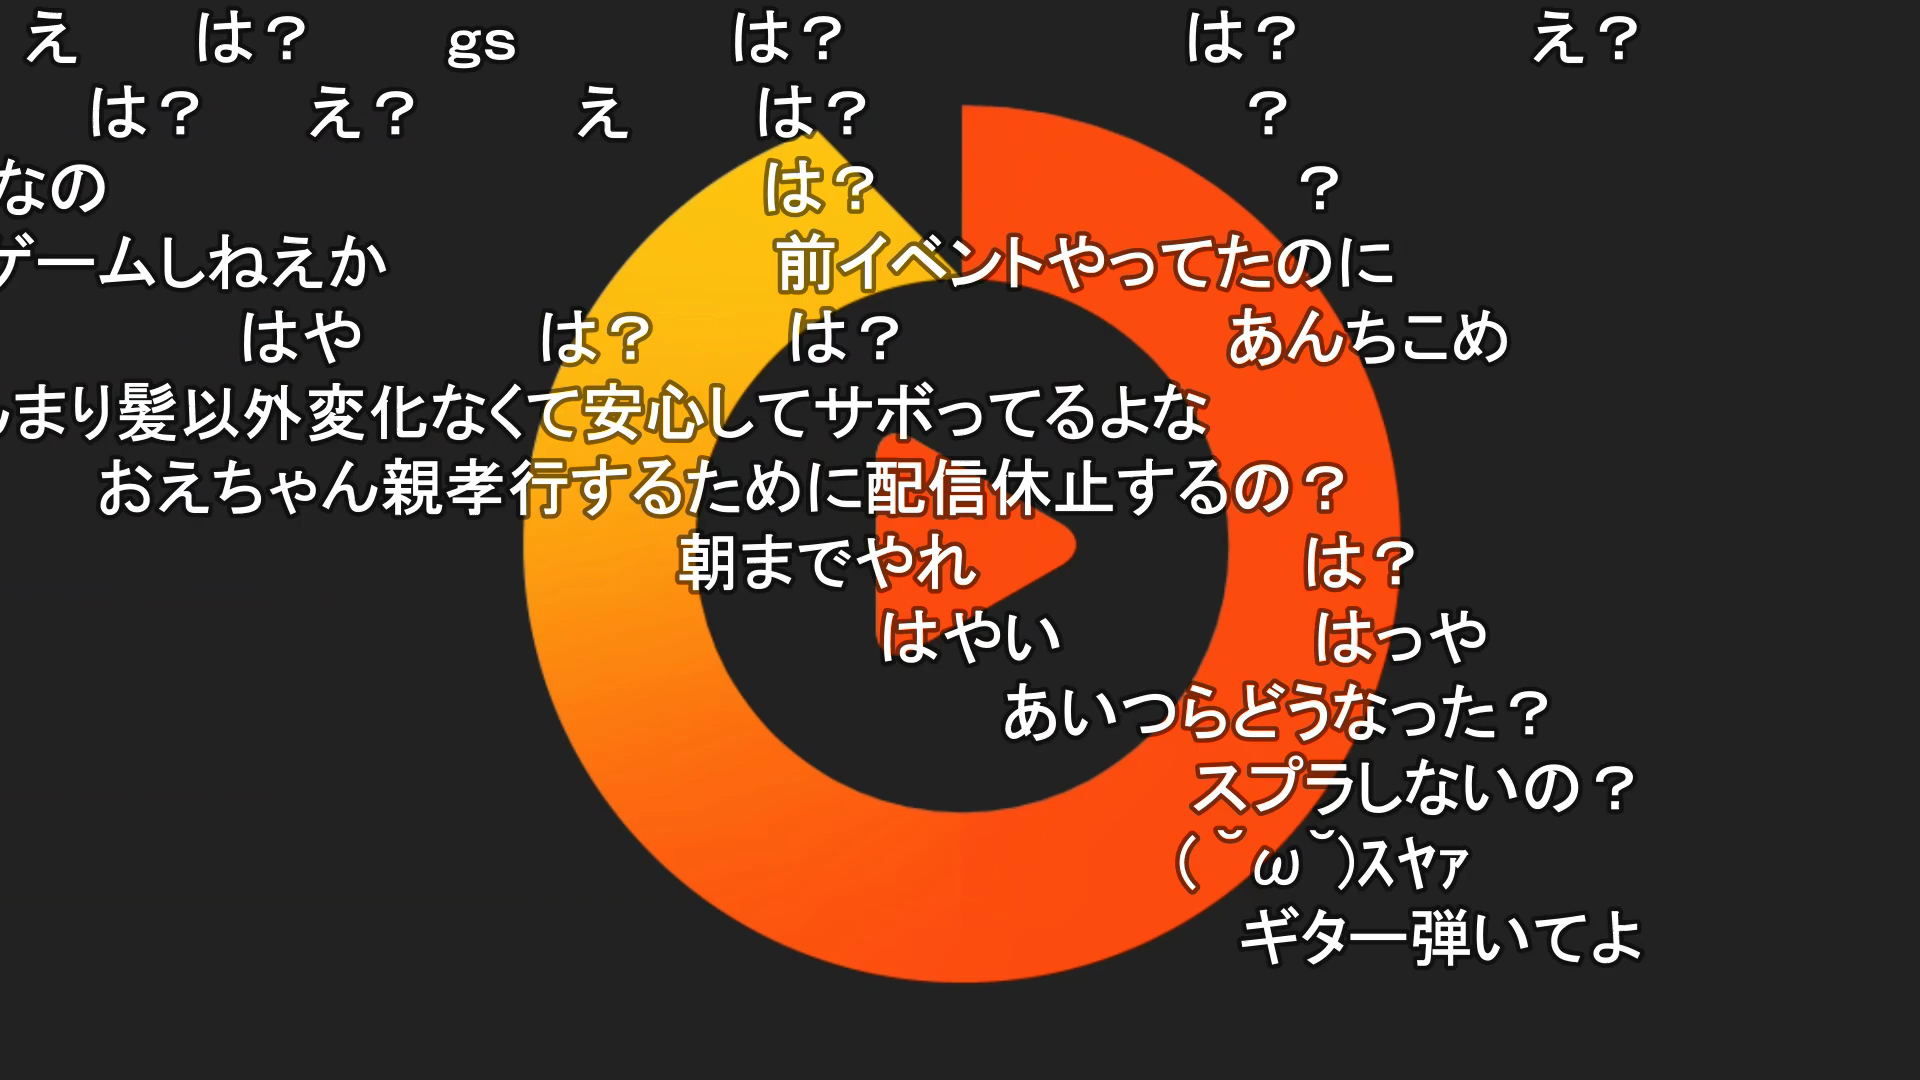 え は？ gs は？ は？ え？
は？ え？ え は？ ？
なの は？ ？
ゲームしねえか 前イベントやってたのに
はや は？ は？ あんちこめ
まり髪以外変化なくて安心してサボってるよな
おえちゃん親孝行するために配信休止するの？
朝までやれ は？
はやい はっや
あいつらどうなった？
スプラしないの？
( ˘ω˘)ｽﾔｧ
ギター弾いてよ